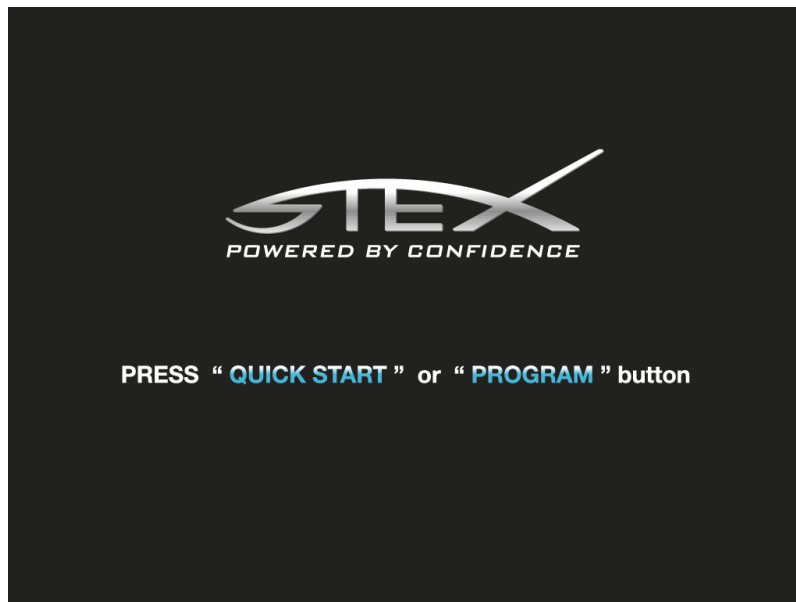 STEX
POWERED BY CONFIDENCE
PRESS “ QUICK START ” or “ PROGRAM ” button